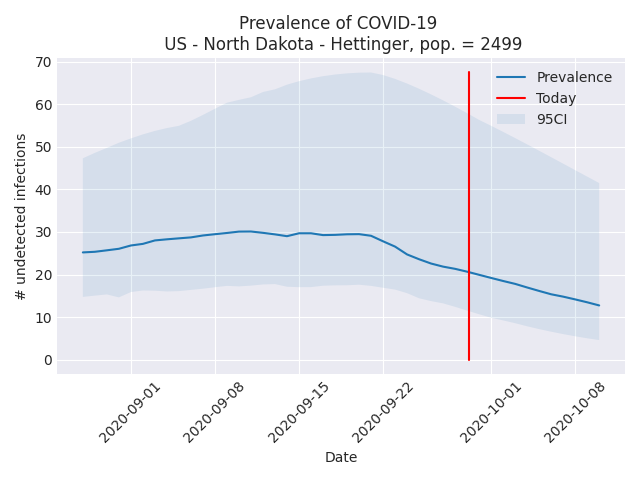 Prevalence of COVID-19
US - North Dakota - Hettinger, pop. = 2499
70
60
50
40
30
20
10
0
# undetected infections
Prevalence
Today
95CI
2020-09-01
2020-09-08
2020-09-15
2020-09-22
2020-10-01
2020-10-08
Date